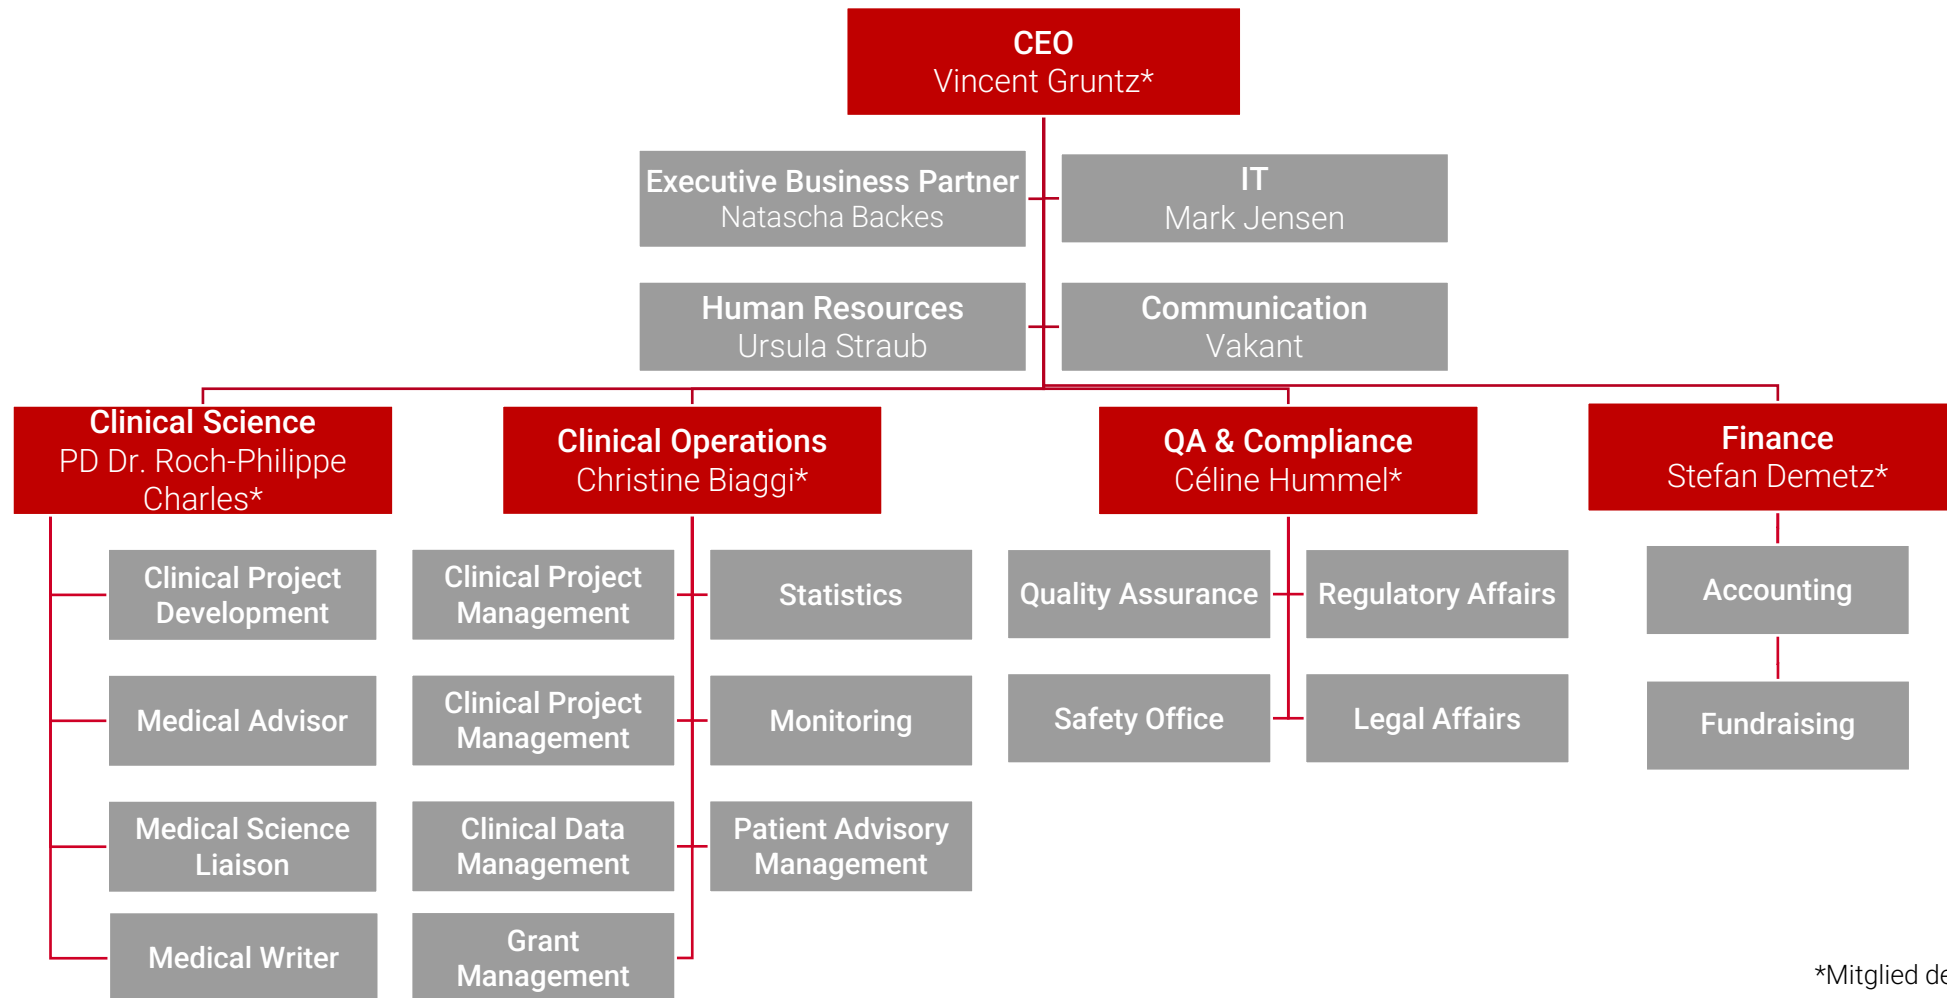 CEO
Vincent Gruntz*
Executive Business Partner
Natascha Backes
IT
Mark Jensen
Human Resources
Ursula Straub
Communication
Vakant
Clinical Science
PD Dr. Roch-Philippe
Charles*
Clinical Operations
Christine Biaggi*
QA & Compliance
Céline Hummel*
Finance
Stefan Demetz*
Clinical Project
Development
Clinical Project
Management
Statistics
Quality Assurance
Regulatory Affairs
Accounting
Medical Advisor
Clinical Project
Management
Monitoring
Safety Office
Legal Affairs
Fundraising
Medical Science
Liaison
Clinical Data
Management
Patient Advisory
Management
Medical Writer
Grant
Management
*Mitglied